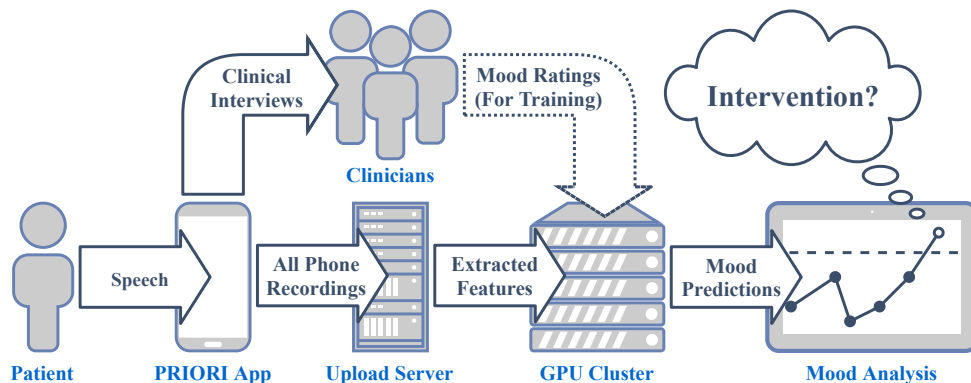 Clinical
Interviews
Mood Ratings
(For Training)
Intervention?
Clinicians
Speech
All Phone
Recordings
Extracted
Features
Mood
Predictions
Patient
PRIORI App
Upload Server
GPU Cluster
Mood Analysis